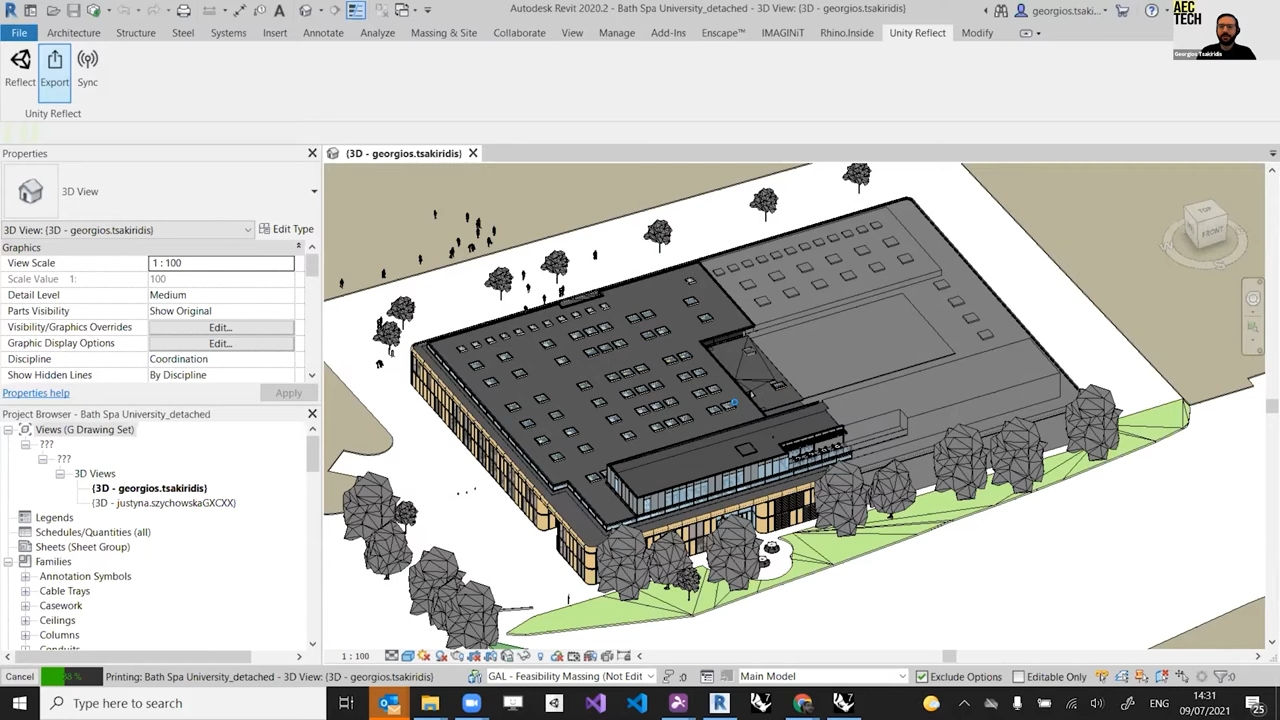 Autodesk Revit 2020.2 - Bath Spa University_detached - {3D - georgios.tsakiridis}
georgios.tsaki...
AEC
TECH
Georgios Tsakiridis
File Architecture Structure Steel Systems Insert Annotate Analyze Massing & Site Collaborate View Manage Add-Ins Enscape™ IMAGINiT Rhino.Inside Unity Reflect Modify
Reflect Export Sync
Unity Reflect
Properties
{3D - georgios.tsakiridis}
3D View
3D View: {3D - georgios.tsakiridis)
Edit Type
Graphics
View Scale 1 : 100
Scale Value 1: 100
Detail Level Medium
Parts Visibility Show Original
Visibility/Graphics Overrides Edit...
Graphic Display Options Edit...
Discipline Coordination
Show Hidden Lines By Discipline
Properties help Apply
TOP
FRONT
Project Browser - Bath Spa University_detached
Views (G Drawing Set)
???
???
3D Views
{3D - georgios.tsakiridis)
{3D - justyna.szychowskaGXCXX}
Legends
Schedules/Quantities (all)
Sheets (Sheet Group)
Families
Annotation Symbols
Cable Trays
Casework
Ceilings
Columns
1 : 100
Cancel Printing: Bath Spa University_detached - 3D View: {3D - georgios.tsakiridis)
:0
GAL - Feasibility Massing (Not Edit
Main Model
Exclude Options
Editable Only
:0
Type here to search
ENG
14:31
09/07/2021
25